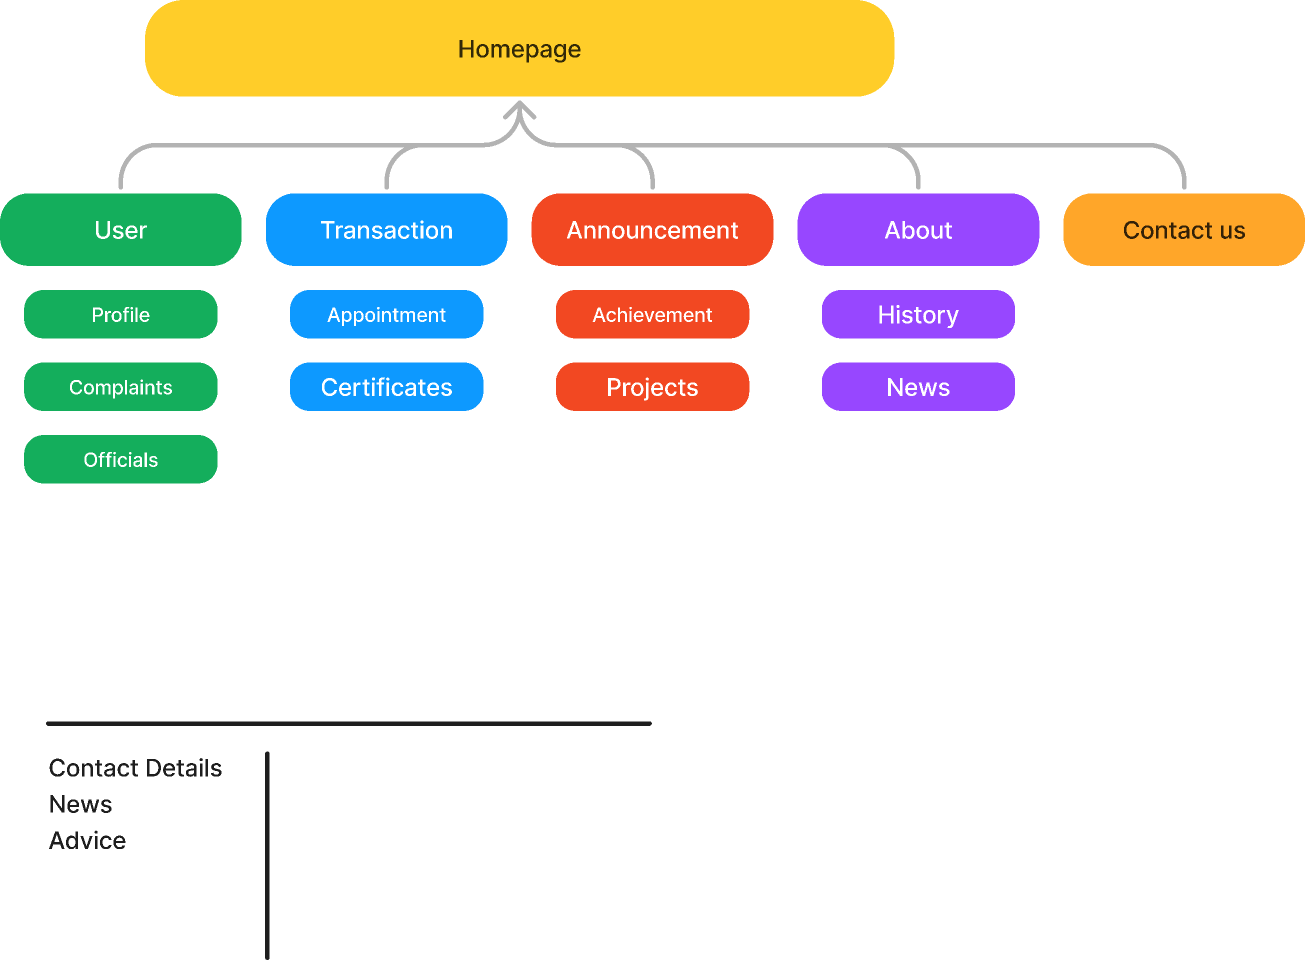 Homepage
User
Transaction
Announcement
About
Contact us
Profile
Appointment
Achievement
History
Complaints
Certificates
Projects
News
Officials
Contact Details
News
Advice